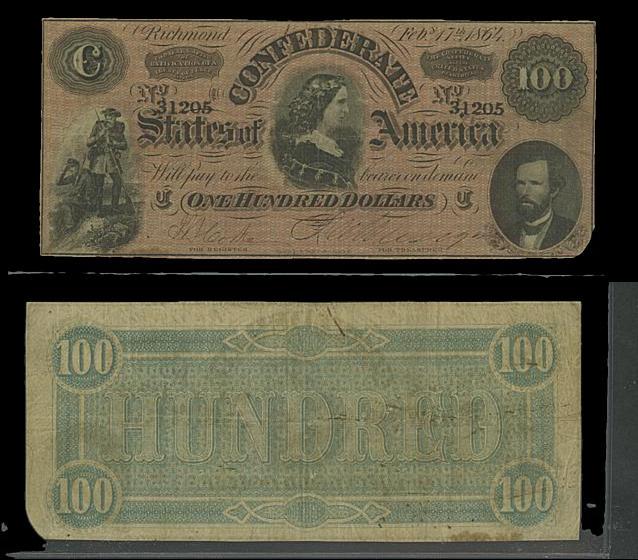 Richmond Feb. 17th 1864.
CONFEDERATE
C 100
No No
31205 31205
States of America
Will pay to the bearer on demand
ONE HUNDRED DOLLARS
FOR REGISTER FOR TREASURER
100 100
HUNDRED
100 100